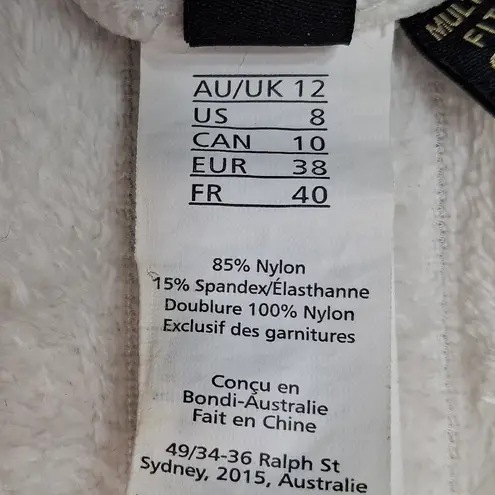 AU/UK 12
US 8
CAN 10
EUR 38
FR 40
85% Nylon
15% Spandex/Élasthanne
Doublure 100% Nylon
Exclusif des garnitures
Conçu en
Bondi-Australie
Fait en Chine
49/34-36 Ralph St
Sydney, 2015, Australie